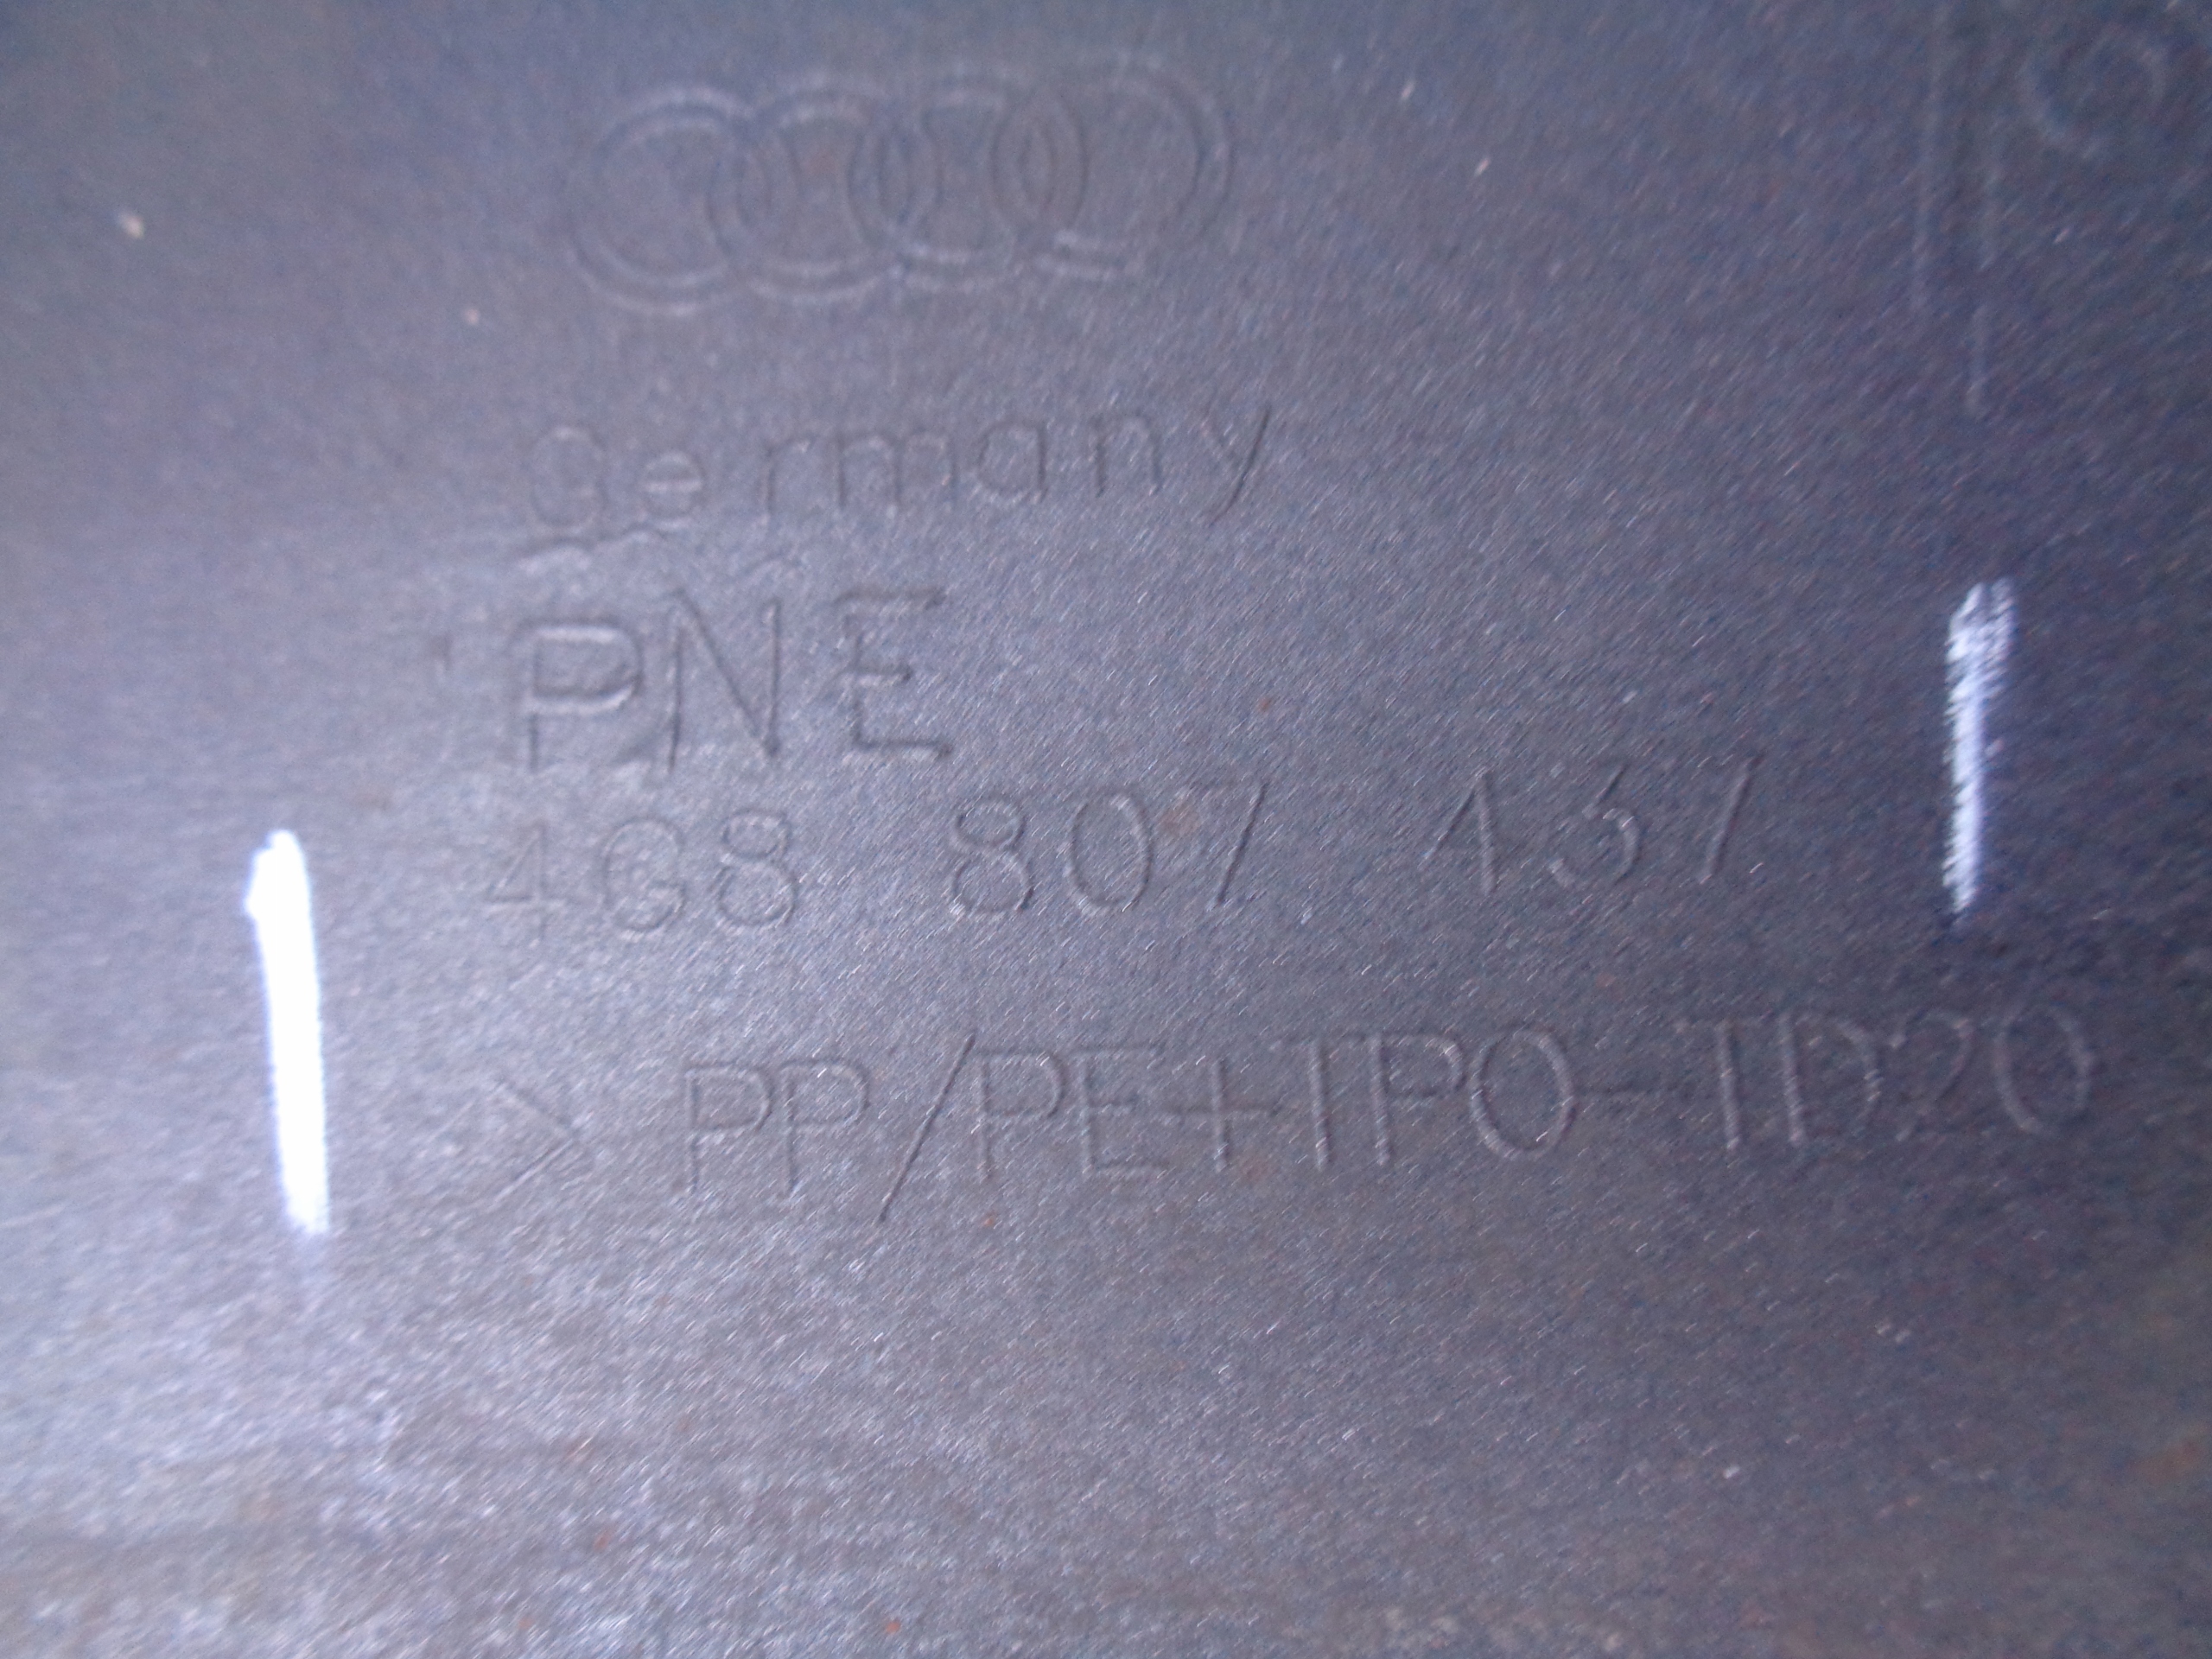 Germany
PNE
4G8 807 437
> PP/PE+TPO-TD20